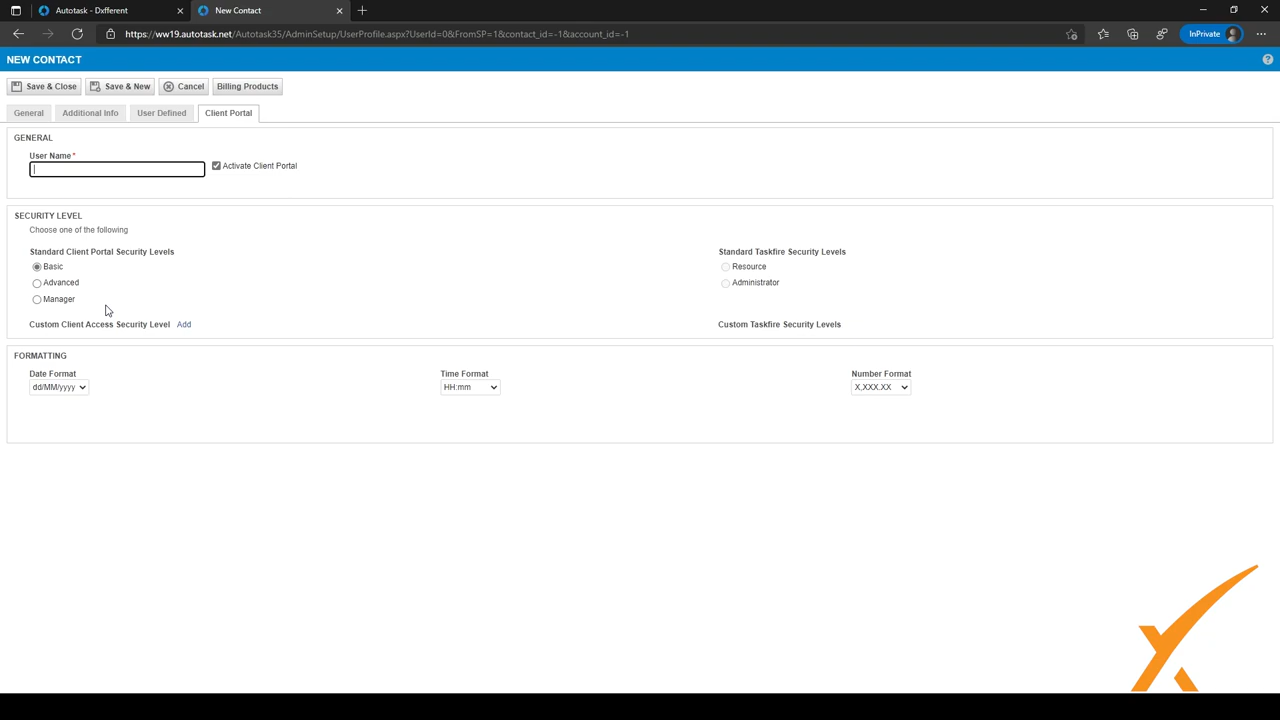 Autotask - Dxfferent
New Contact
https://ww19.autotask.net/Autotask35/AdminSetup/UserProfile.aspx?UserId=0&FromSP=1&contact_id=-1&account_id=-1
InPrivate
NEW CONTACT
Save & Close
Save & New
Cancel
Billing Products
General
Additional Info
User Defined
Client Portal
GENERAL
User Name*
Activate Client Portal
SECURITY LEVEL
Choose one of the following
Standard Client Portal Security Levels
Basic
Advanced
Manager
Custom Client Access Security Level Add
Standard Taskfire Security Levels
Resource
Administrator
Custom Taskfire Security Levels
FORMATTING
Date Format
dd/MM/yyyy
Time Format
HH:mm
Number Format
X,XXX.XX